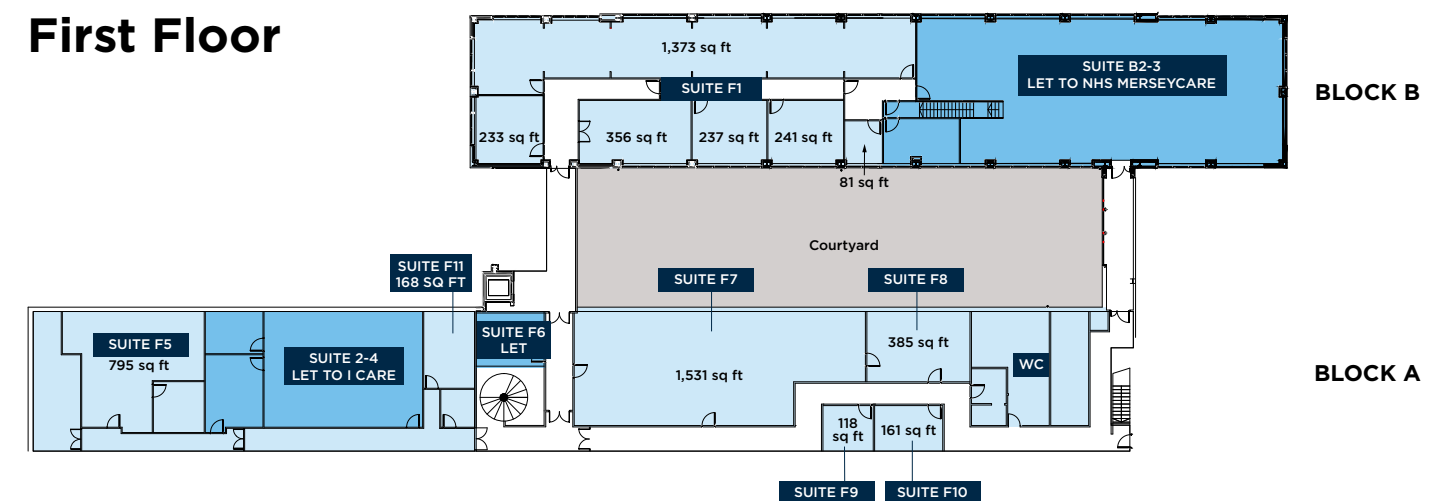 First Floor
1,373 sq ft
SUITE B2-3
LET TO NHS MERSEYCARE
BLOCK B
SUITE F1
233 sq ft
356 sq ft
237 sq ft
241 sq ft
81 sq ft
Courtyard
SUITE F11
168 SQ FT
SUITE F7
SUITE F8
SUITE F5
795 sq ft
SUITE 2-4
LET TO I CARE
SUITE F6
LET
1,531 sq ft
385 sq ft
WC
BLOCK A
118
sq ft
161 sq ft
SUITE F9
SUITE F10